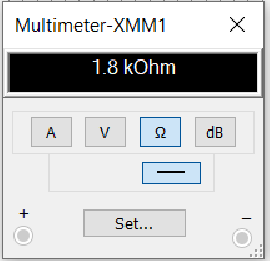 Multimeter-XMM1
1.8 kOhm
A V Ω dB
+ Set... −